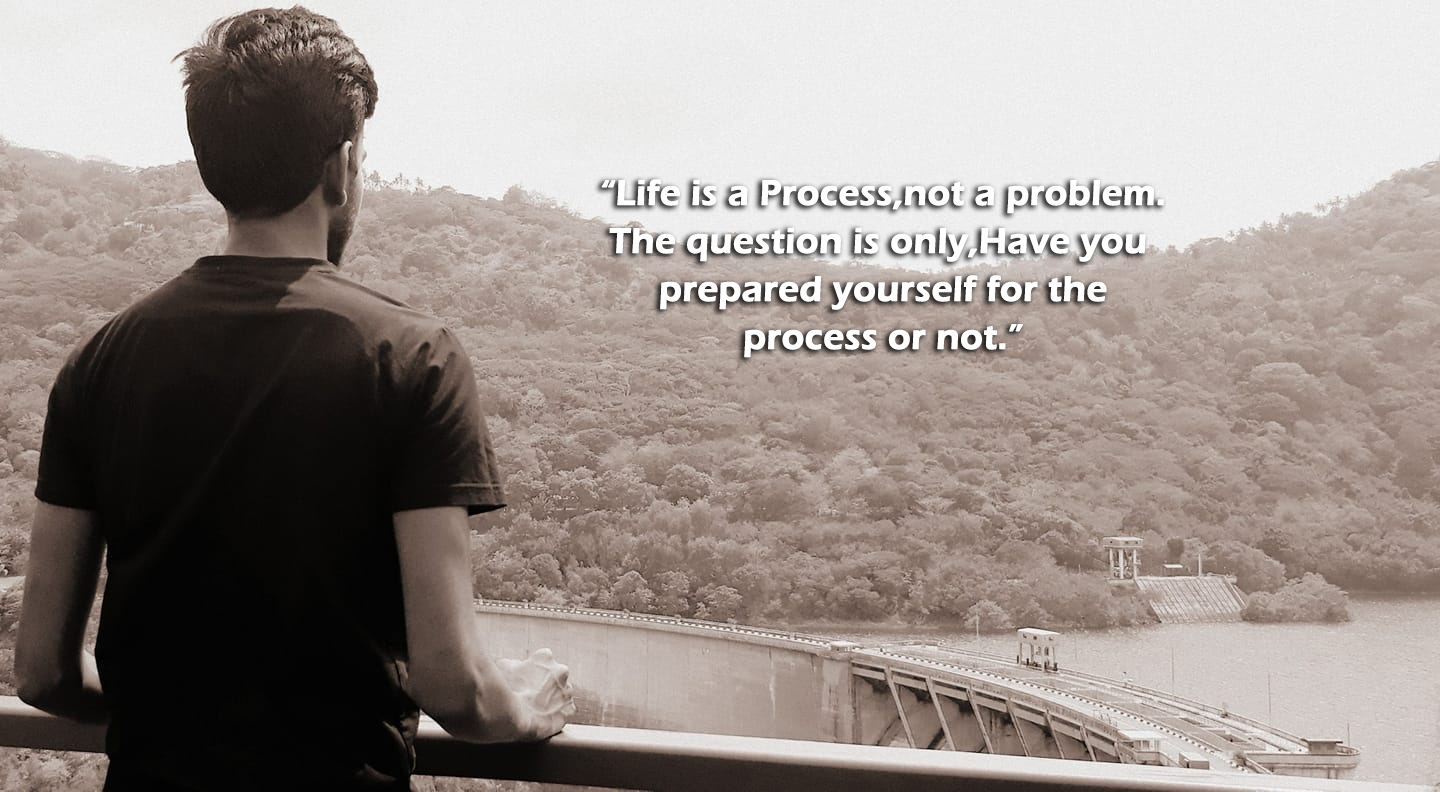 “Life is a Process,not a problem.
The question is only,Have you
prepared yourself for the
process or not.”